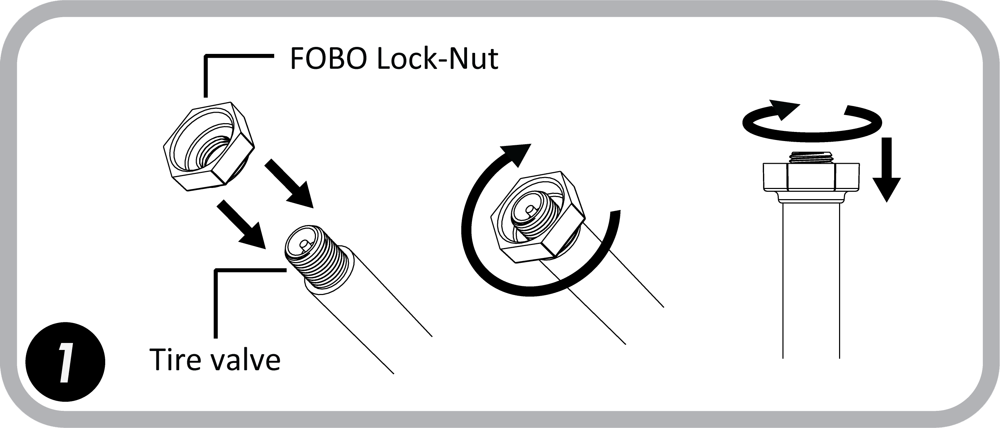 FOBO Lock-Nut
Tire valve
1